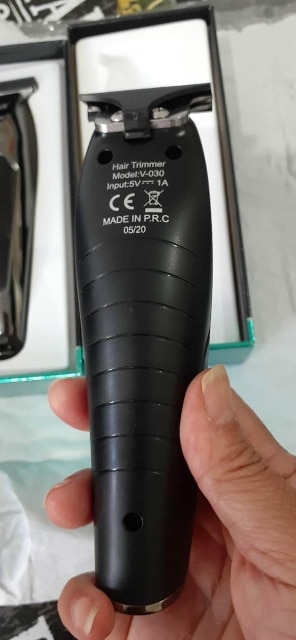 Hair Trimmer
Model:V-030
Input:5V⎓1A
CE
MADE IN P.R.C
05/20